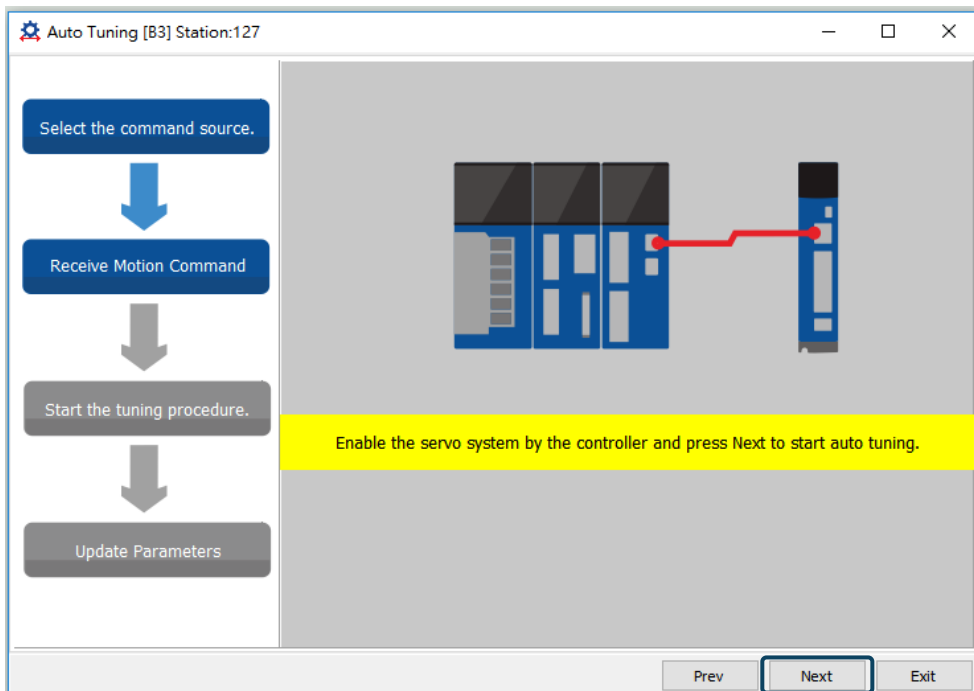 Auto Tuning [B3] Station:127
Select the command source.
Receive Motion Command
Start the tuning procedure.
Update Parameters
Enable the servo system by the controller and press Next to start auto tuning.
Prev
Next
Exit